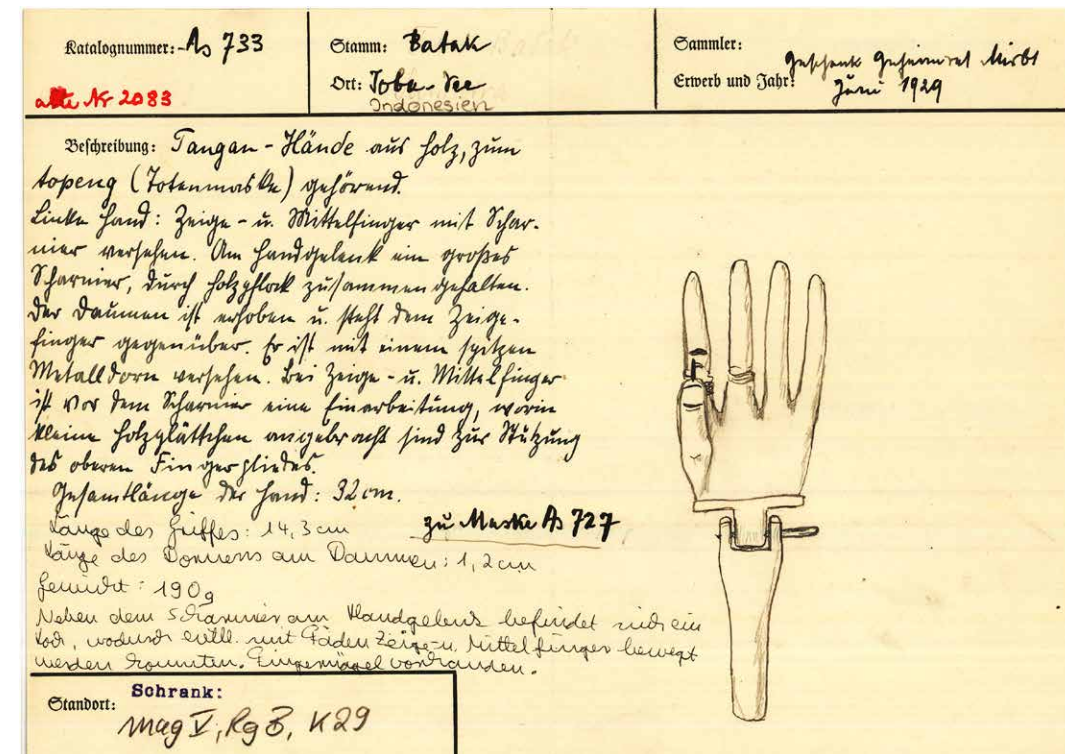 Katalognummer: As 733
alte Nr 2083
Stamm: Batak
Ort: Toba-See
Indonesien
Sammler: Geschenk Geheimrat Mirbt
Erwerb und Jahr: Juni 1929
Beschreibung: Tangan - Hände aus Holz, zum
topeng (Totenmaske) gehörend.
Linke Hand: Zeige- u. Mittelfinger mit Schar-
nier versehen. Am Handgelenk ein großes
Scharnier, durch Holzpflock zusammengehalten.
Der Daumen ist erhoben u. steht dem Zeige-
finger gegenüber. Er ist mit einem spitzen
Metalldorn versehen. Bei Zeige- u. Mittelfinger
ist vor dem Scharnier eine Einarbeitung, worin
kleine Holzplättchen angebracht sind zur Stützung
des oberen Fingergliedes.
Gesamtlänge der Hand: 32 cm.
Länge des Griffes: 14,3 cm
zu Maske As 727
Länge des Dornens am Daumen: 1,2 cm
Gewicht: 190g
Neben dem Scharnier am Handgelenk befindet sich ein
Loch, wodurch evtll. mit Fäden Zeige- u. Mittelfinger bewegt
werden konnten. Fingernägel vorhanden.
Standort: Schrank:
Mag V, Rg B, K 29